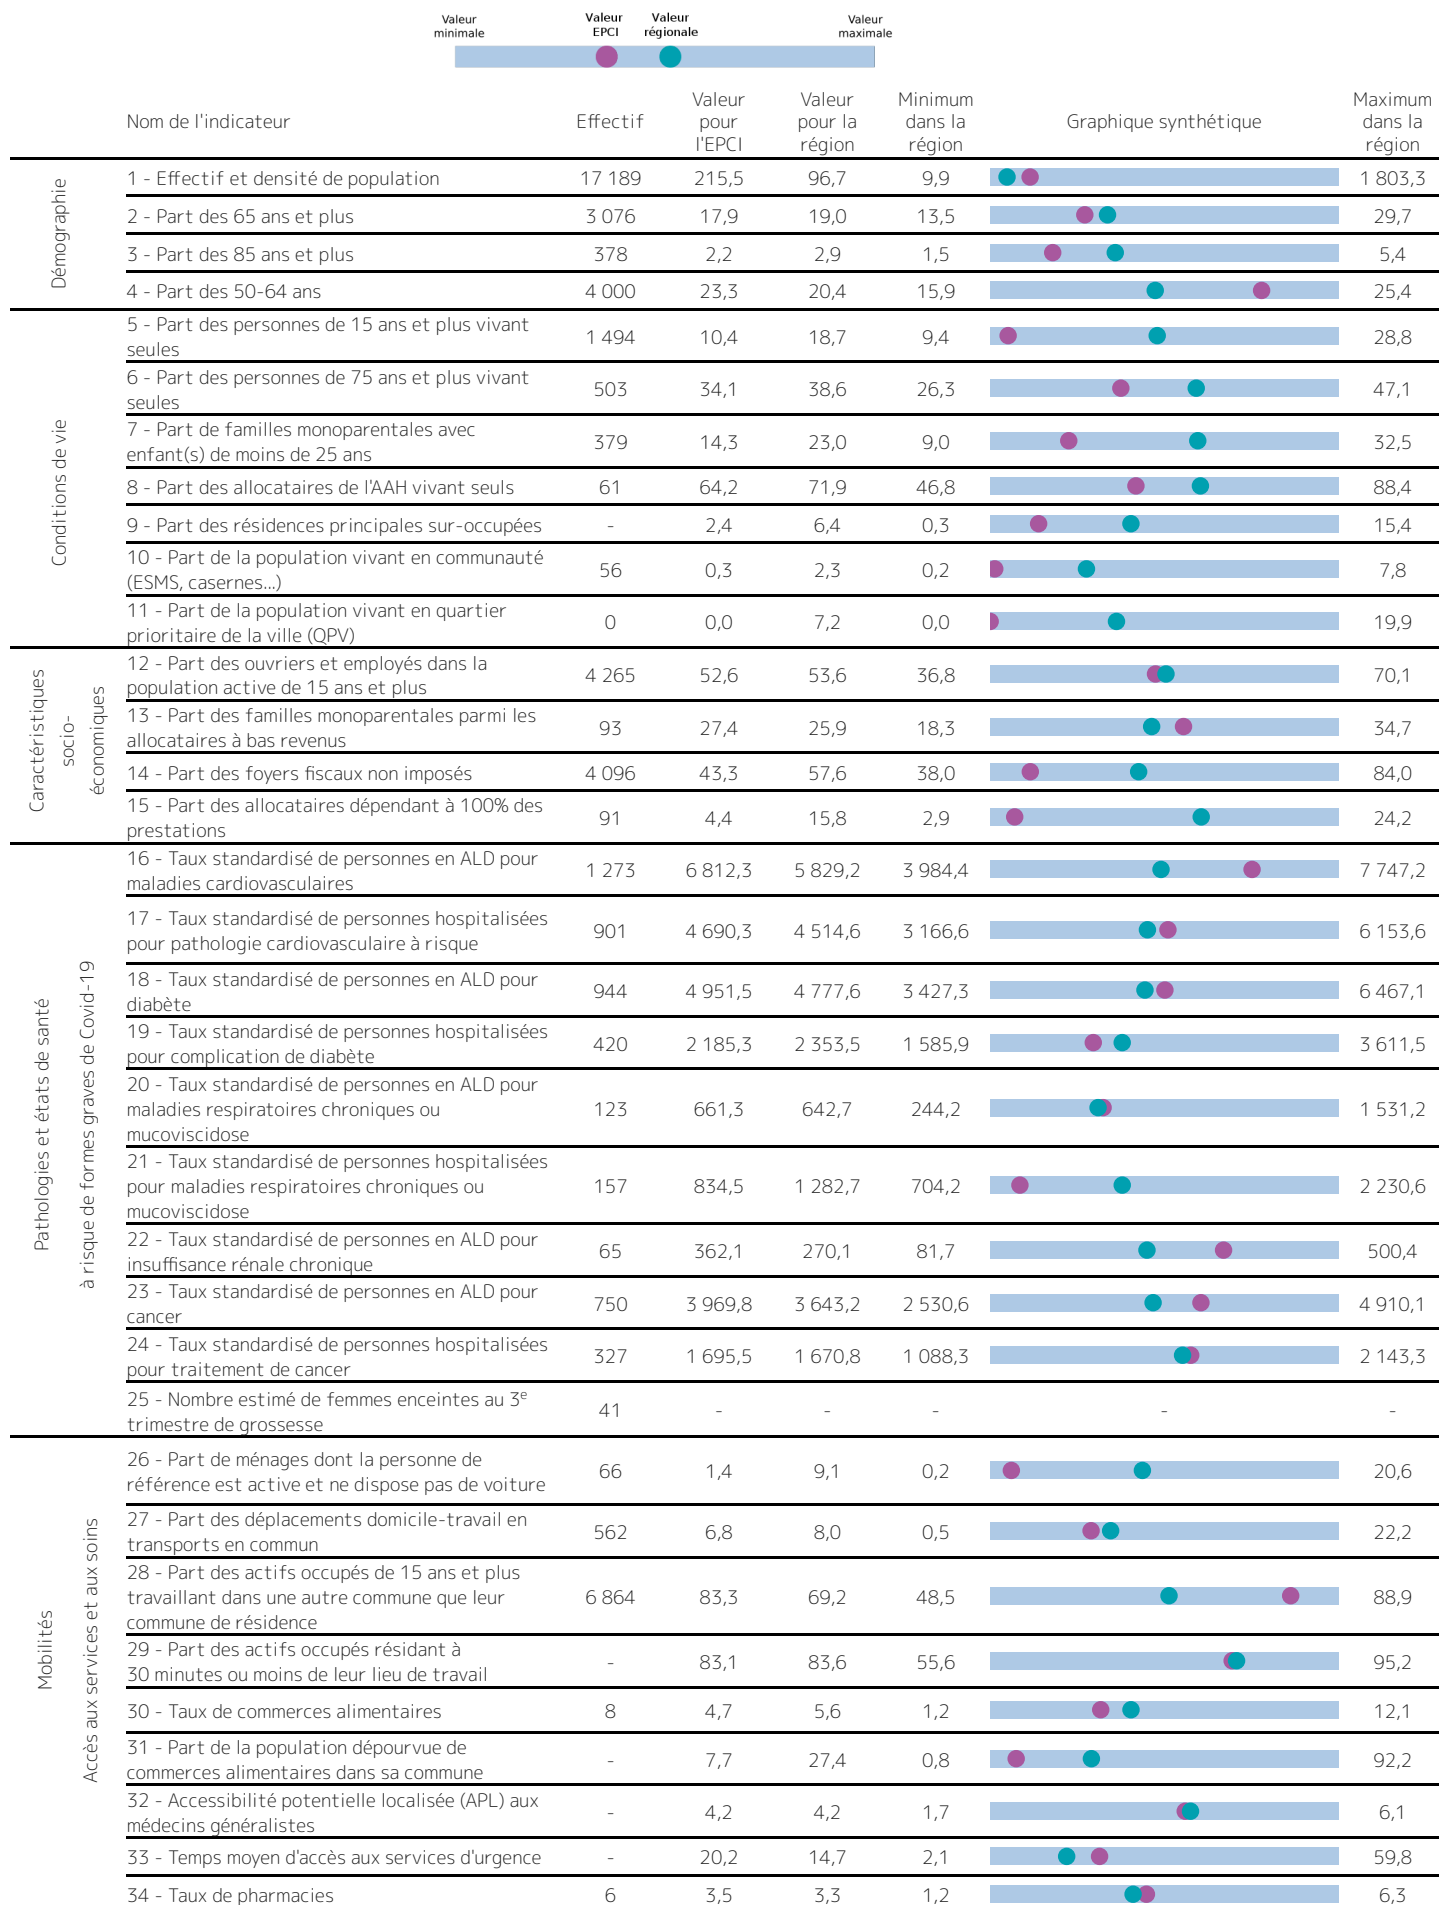 Valeur minimale
Valeur EPCI
Valeur régionale
Valeur maximale
Nom de l'indicateur
Effectif
Valeur pour l'EPCI
Valeur pour la région
Minimum dans la région
Graphique synthétique
Maximum dans la région
Démographie
1 - Effectif et densité de population 17 189 215,5 96,7 9,9 1 803,3
2 - Part des 65 ans et plus 3 076 17,9 19,0 13,5 29,7
3 - Part des 85 ans et plus 378 2,2 2,9 1,5 5,4
4 - Part des 50-64 ans 4 000 23,3 20,4 15,9 25,4
Conditions de vie
5 - Part des personnes de 15 ans et plus vivant
seules 1 494 10,4 18,7 9,4 28,8
6 - Part des personnes de 75 ans et plus vivant
seules 503 34,1 38,6 26,3 47,1
7 - Part de familles monoparentales avec
enfant(s) de moins de 25 ans 379 14,3 23,0 9,0 32,5
8 - Part des allocataires de l'AAH vivant seuls 61 64,2 71,9 46,8 88,4
9 - Part des résidences principales sur-occupées - 2,4 6,4 0,3 15,4
10 - Part de la population vivant en communauté
(ESMS, casernes...) 56 0,3 2,3 0,2 7,8
11 - Part de la population vivant en quartier
prioritaire de la ville (QPV) 0 0,0 7,2 0,0 19,9
Caractéristiques
socio-
économiques
12 - Part des ouvriers et employés dans la
population active de 15 ans et plus 4 265 52,6 53,6 36,8 70,1
13 - Part des familles monoparentales parmi les
allocataires à bas revenus 93 27,4 25,9 18,3 34,7
14 - Part des foyers fiscaux non imposés 4 096 43,3 57,6 38,0 84,0
15 - Part des allocataires dépendant à 100% des
prestations 91 4,4 15,8 2,9 24,2
Pathologies et états de santé
à risque de formes graves de Covid-19
16 - Taux standardisé de personnes en ALD pour
maladies cardiovasculaires 1 273 6 812,3 5 829,2 3 984,4 7 747,2
17 - Taux standardisé de personnes hospitalisées
pour pathologie cardiovasculaire à risque 901 4 690,3 4 514,6 3 166,6 6 153,6
18 - Taux standardisé de personnes en ALD pour
diabète 944 4 951,5 4 777,6 3 427,3 6 467,1
19 - Taux standardisé de personnes hospitalisées
pour complication de diabète 420 2 185,3 2 353,5 1 585,9 3 611,5
20 - Taux standardisé de personnes en ALD pour
maladies respiratoires chroniques ou 123 661,3 642,7 244,2 1 531,2
mucoviscidose
21 - Taux standardisé de personnes hospitalisées
pour maladies respiratoires chroniques ou 157 834,5 1 282,7 704,2 2 230,6
mucoviscidose
22 - Taux standardisé de personnes en ALD pour
insuffisance rénale chronique 65 362,1 270,1 81,7 500,4
23 - Taux standardisé de personnes en ALD pour
cancer 750 3 969,8 3 643,2 2 530,6 4 910,1
24 - Taux standardisé de personnes hospitalisées
pour traitement de cancer 327 1 695,5 1 670,8 1 088,3 2 143,3
25 - Nombre estimé de femmes enceintes au 3e
trimestre de grossesse 41 - - - - -
Mobilités
Accès aux services et aux soins
26 - Part de ménages dont la personne de
référence est active et ne dispose pas de voiture 66 1,4 9,1 0,2 20,6
27 - Part des déplacements domicile-travail en
transports en commun 562 6,8 8,0 0,5 22,2
28 - Part des actifs occupés de 15 ans et plus
travaillant dans une autre commune que leur 6 864 83,3 69,2 48,5 88,9
commune de résidence
29 - Part des actifs occupés résidant à
30 minutes ou moins de leur lieu de travail - 83,1 83,6 55,6 95,2
30 - Taux de commerces alimentaires 8 4,7 5,6 1,2 12,1
31 - Part de la population dépourvue de
commerces alimentaires dans sa commune - 7,7 27,4 0,8 92,2
32 - Accessibilité potentielle localisée (APL) aux
médecins généralistes - 4,2 4,2 1,7 6,1
33 - Temps moyen d'accès aux services d'urgence - 20,2 14,7 2,1 59,8
34 - Taux de pharmacies 6 3,5 3,3 1,2 6,3